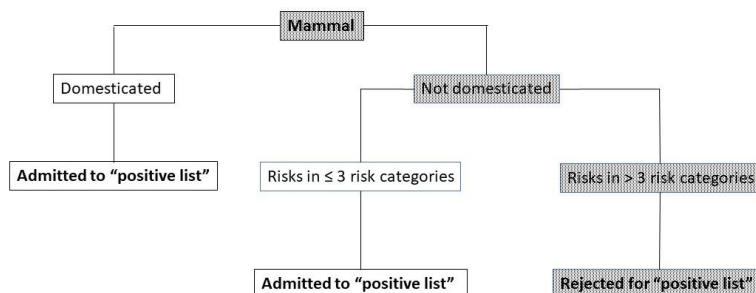 Mammal
Domesticated
Not domesticated
Admitted to “positive list”
Risks in ≤ 3 risk categories
Risks in > 3 risk categories
Admitted to “positive list”
Rejected for “positive list”